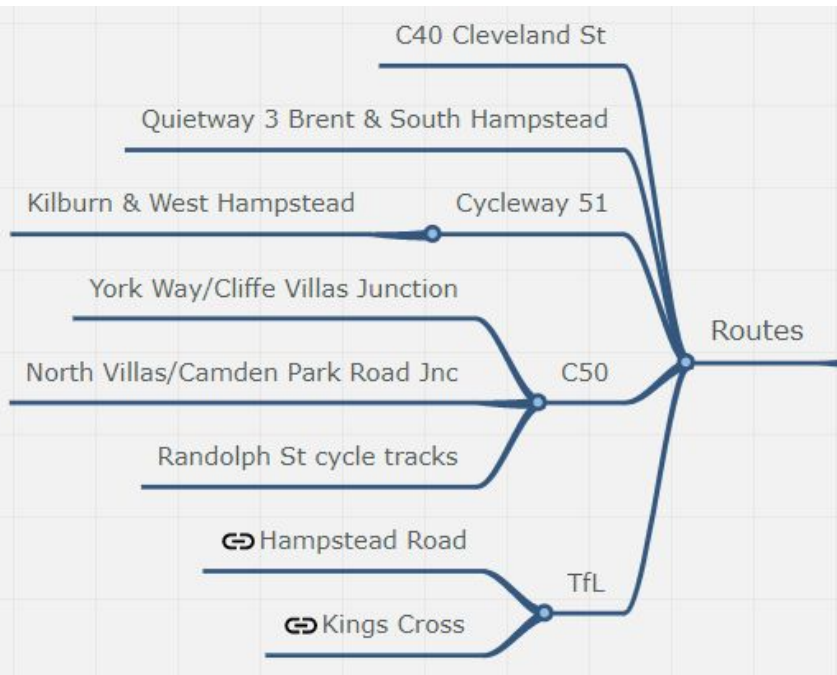 C40 Cleveland St
Quietway 3 Brent & South Hampstead
Kilburn & West Hampstead
Cycleway 51
York Way/Cliffe Villas Junction
Routes
North Villas/Camden Park Road Jnc
C50
Randolph St cycle tracks
Hampstead Road
TfL
Kings Cross